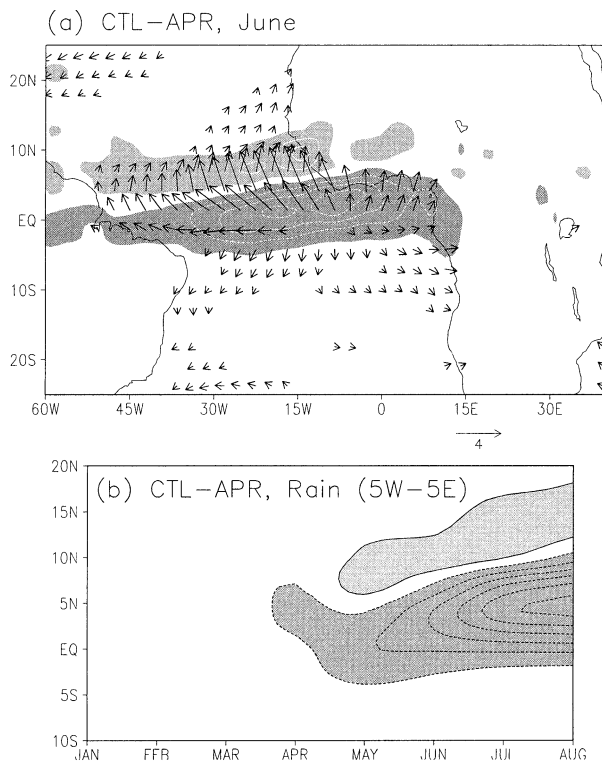 (a) CTL-APR, June
20N
10N
EQ
10S
20S
60W 45W 30W 15W 0 15E 30E
4
(b) CTL-APR, Rain (5W-5E)
20N
15N
10N
5N
EQ
5S
10S
JAN FEB MAR APR MAY JUN JUL AUG